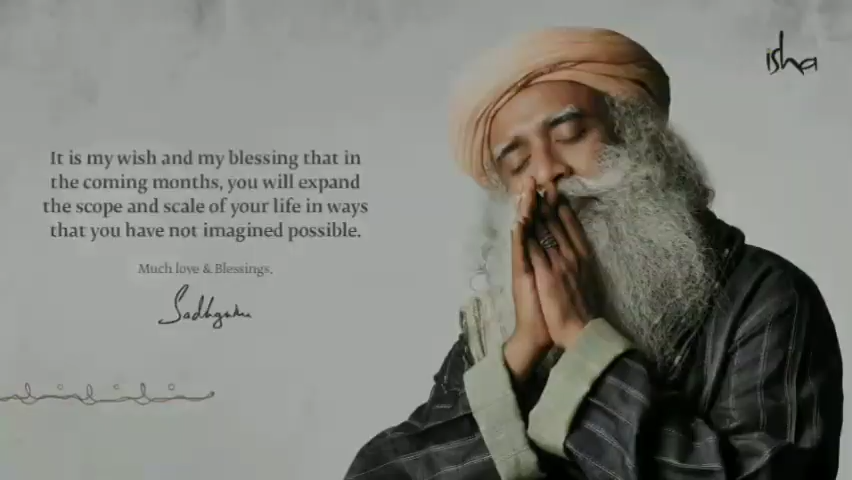 isha
It is my wish and my blessing that in
the coming months, you will expand
the scope and scale of your life in ways
that you have not imagined possible.
Much love & Blessings,
Sadhguru